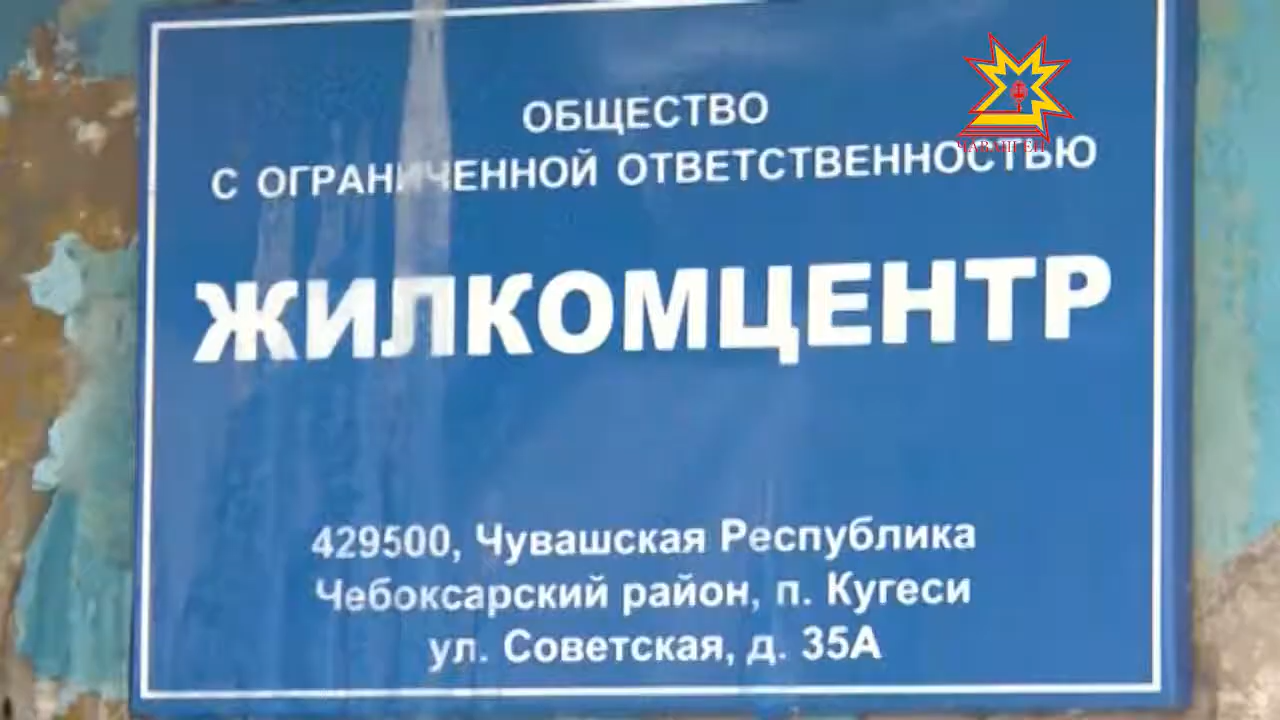 ОБЩЕСТВО
С ОГРАНИЧЕННОЙ ОТВЕТСТВЕННОСТЬЮ
ЖИЛКОМЦЕНТР
429500, Чувашская Республика
Чебоксарский район, п. Кугеси
ул. Советская, д. 35А